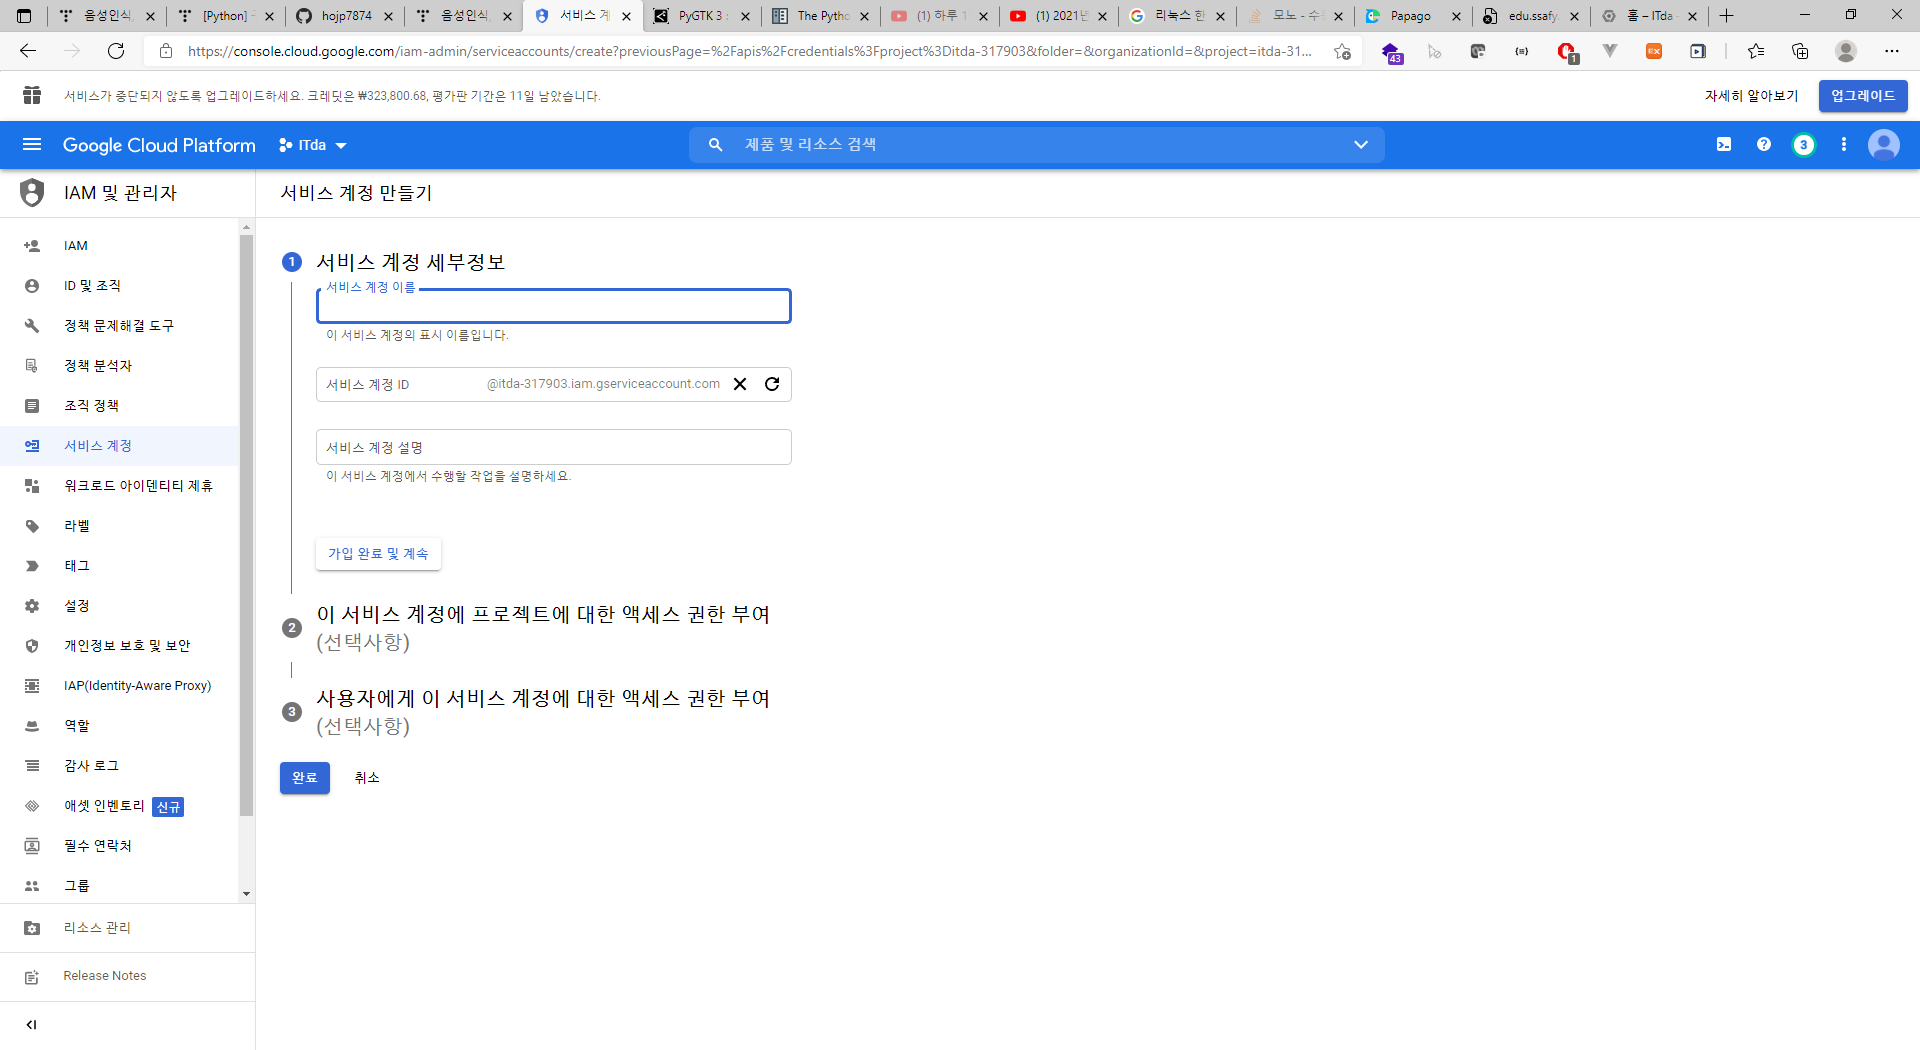 음성인식,
[Python] 구
hojp7874
음성인식,
서비스 계
PyGTK 3 :
The Pytho
(1) 하루 1
(1) 2021년
리눅스 한
모노 - 수
Papago
edu.ssafy.
홈 – ITda
https://console.cloud.google.com/iam-admin/serviceaccounts/create?previousPage=%2Fapis%2Fcredentials%3Fproject%3Ditda-317903&folder=&organizationId=&project=itda-31...
43
1
서비스가 중단되지 않도록 업그레이드하세요. 크레딧은 ₩323,800.68, 평가판 기간은 11일 남았습니다.
자세히 알아보기
업그레이드
Google Cloud Platform
ITda
제품 및 리소스 검색
3
IAM 및 관리자
서비스 계정 만들기
IAM
ID 및 조직
정책 문제해결 도구
정책 분석자
조직 정책
서비스 계정
워크로드 아이덴티티 제휴
라벨
태그
설정
개인정보 보호 및 보안
IAP(Identity-Aware Proxy)
역할
감사 로그
애셋 인벤토리 신규
필수 연락처
그룹
리소스 관리
Release Notes
1 서비스 계정 세부정보
서비스 계정 이름
이 서비스 계정의 표시 이름입니다.
서비스 계정 ID @itda-317903.iam.gserviceaccount.com
서비스 계정 설명
이 서비스 계정에서 수행할 작업을 설명하세요.
가입 완료 및 계속
2 이 서비스 계정에 프로젝트에 대한 액세스 권한 부여
(선택사항)
3 사용자에게 이 서비스 계정에 대한 액세스 권한 부여
(선택사항)
완료
취소